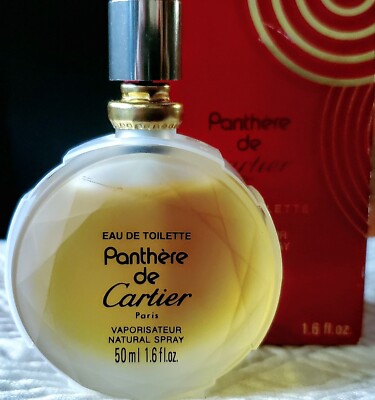 EAU DE TOILETTE
Panthère
de
Cartier
Paris
VAPORISATEUR
NATURAL SPRAY
50 ml 1.6 fl.oz.
Panthère
de
Cartier
1.6 fl.oz.